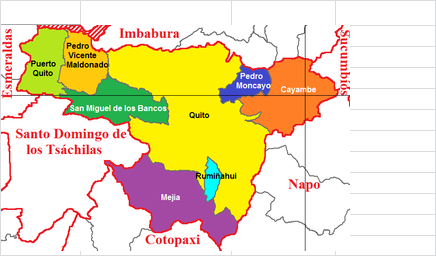 Imbabura
Esmeraldas
Sucumbíos
Pedro
Vicente
Maldonado
Puerto
Quito
Pedro
Moncayo
Cayambe
San Miguel de los Bancos
Quito
Santo Domingo de
los Tsáchilas
Rumiñahui
Napo
Mejia
Cotopaxi